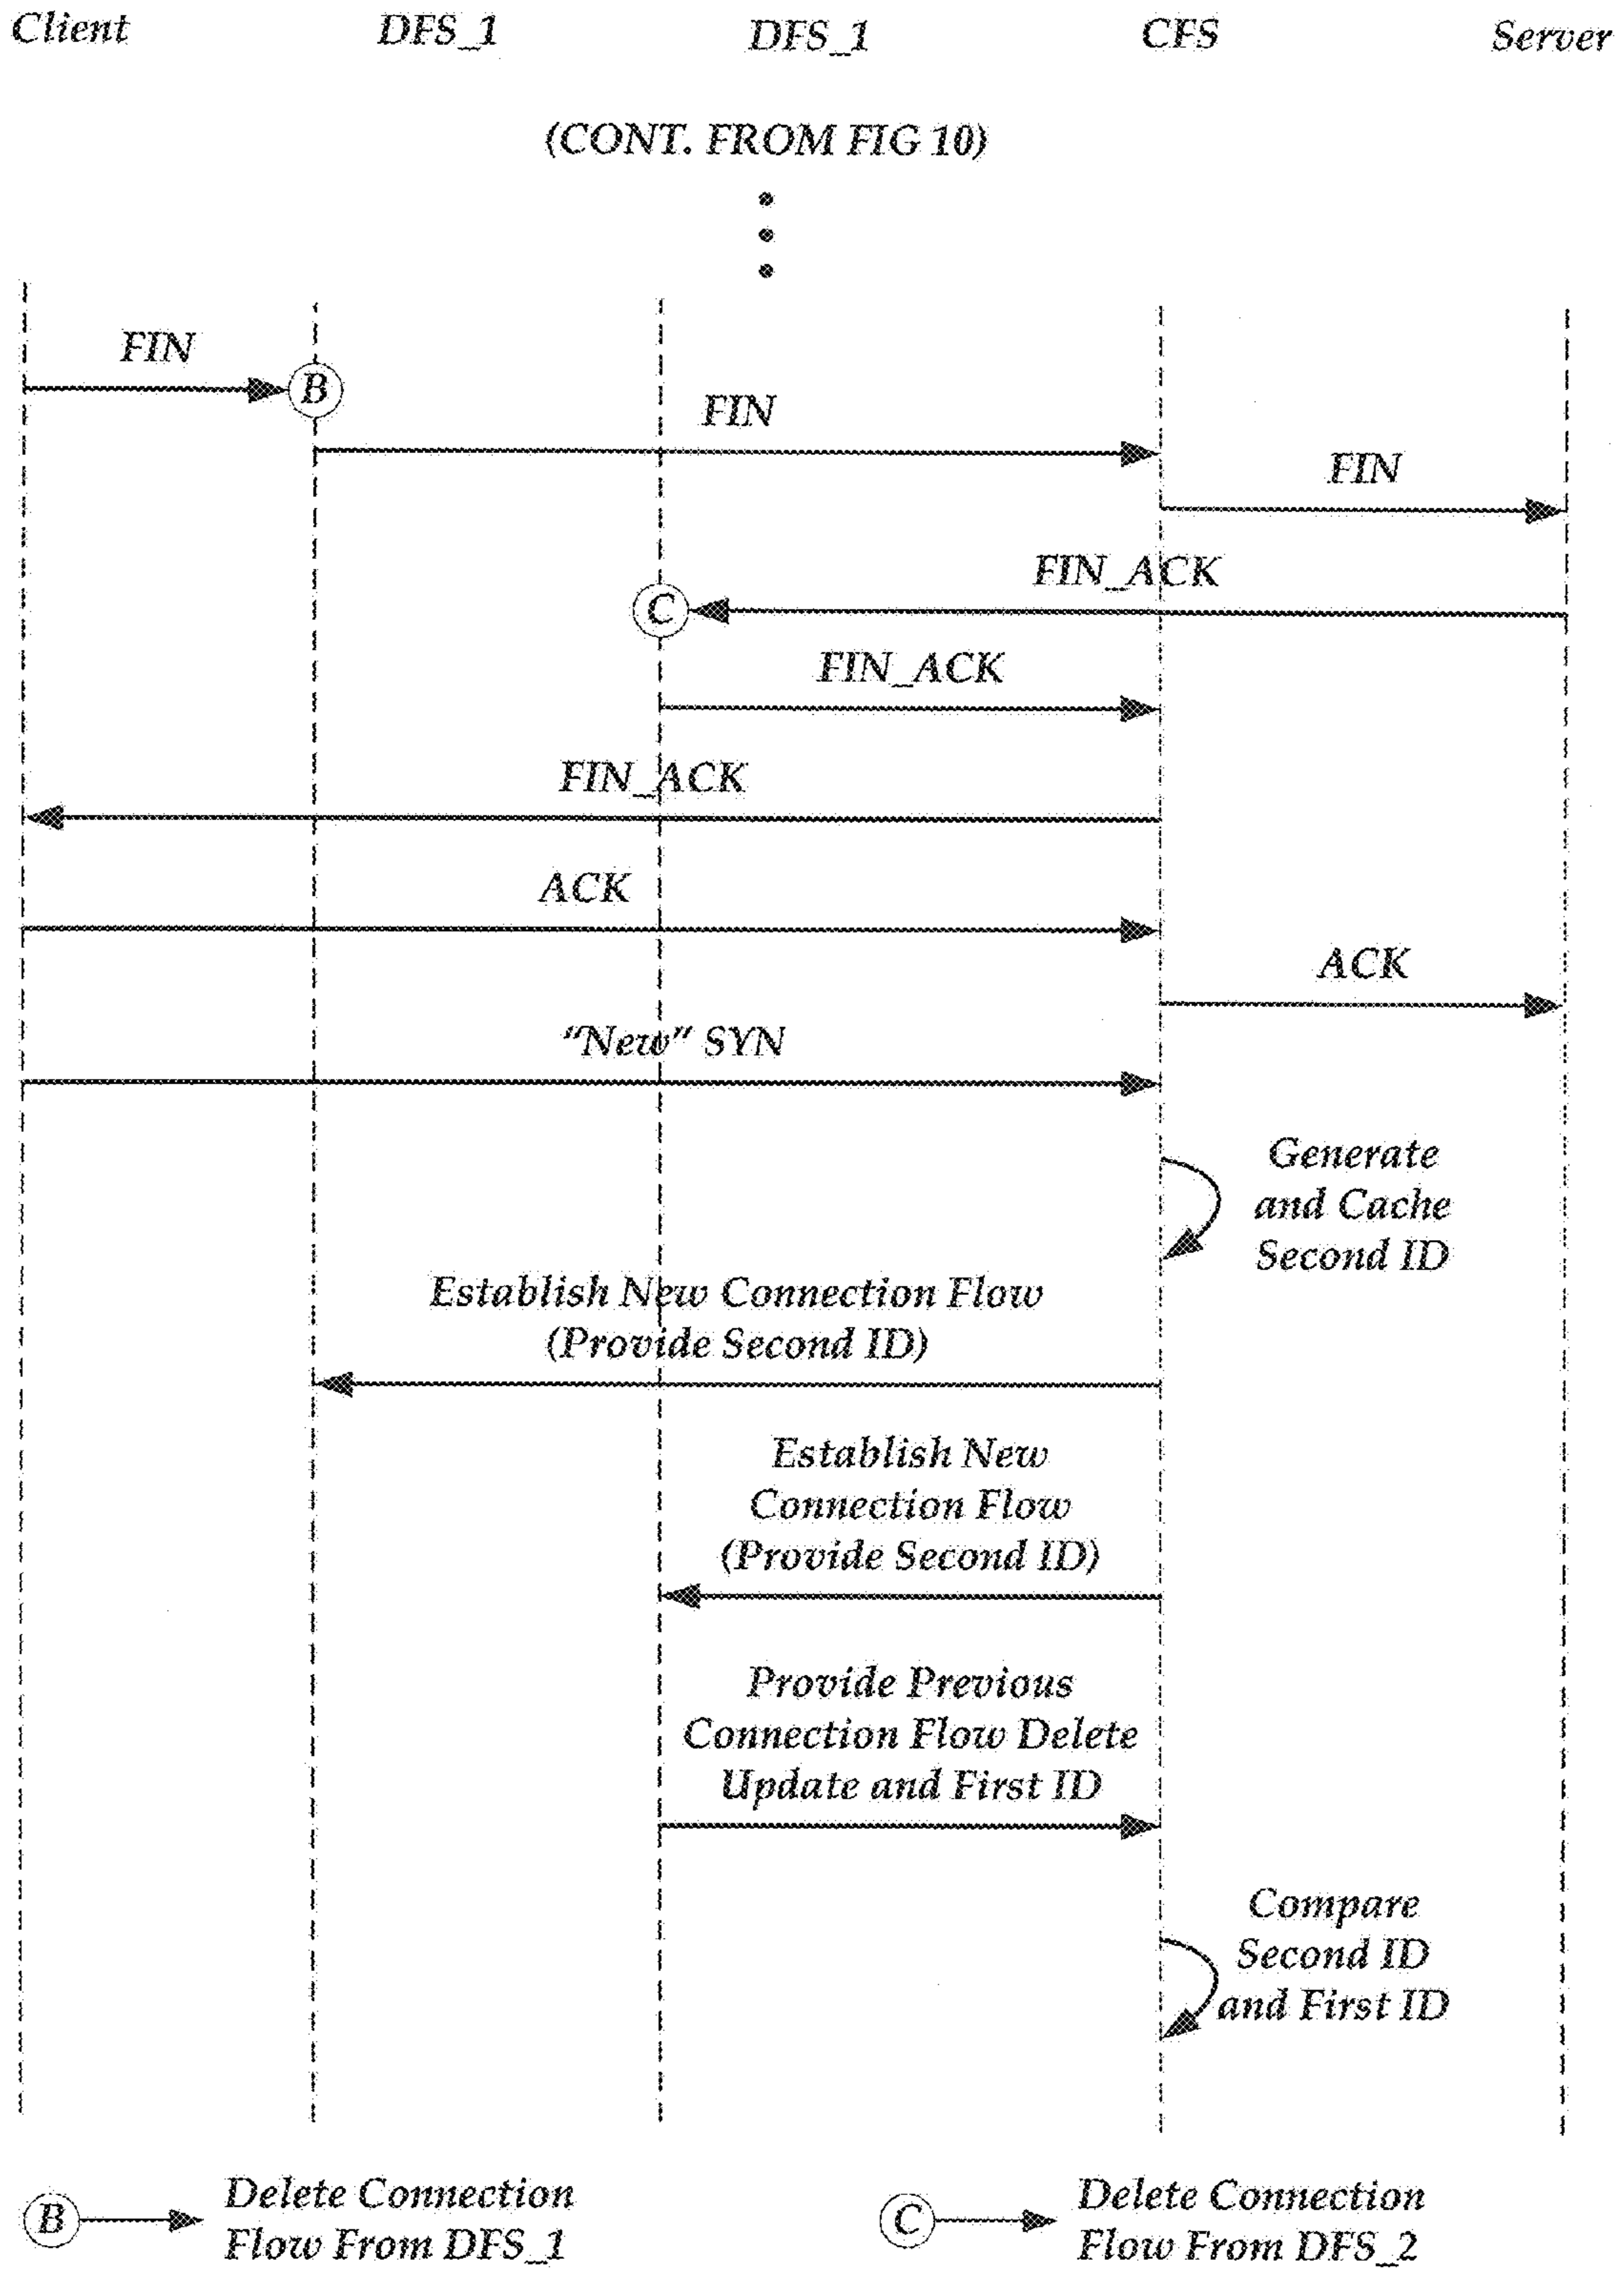 Client DFS_1 DFS_1 CFS Server
(CONT. FROM FIG 10)
FIN
B
FIN
FIN
FIN_ACK
C
FIN_ACK
FIN_ACK
ACK
ACK
“New” SYN
Generate
and Cache
Second ID
Establish New Connection Flow
(Provide Second ID)
Establish New
Connection Flow
(Provide Second ID)
Provide Previous
Connection Flow Delete
Update and First ID
Compare
Second ID
and First ID
B Delete Connection
Flow From DFS_1
C Delete Connection
Flow From DFS_2